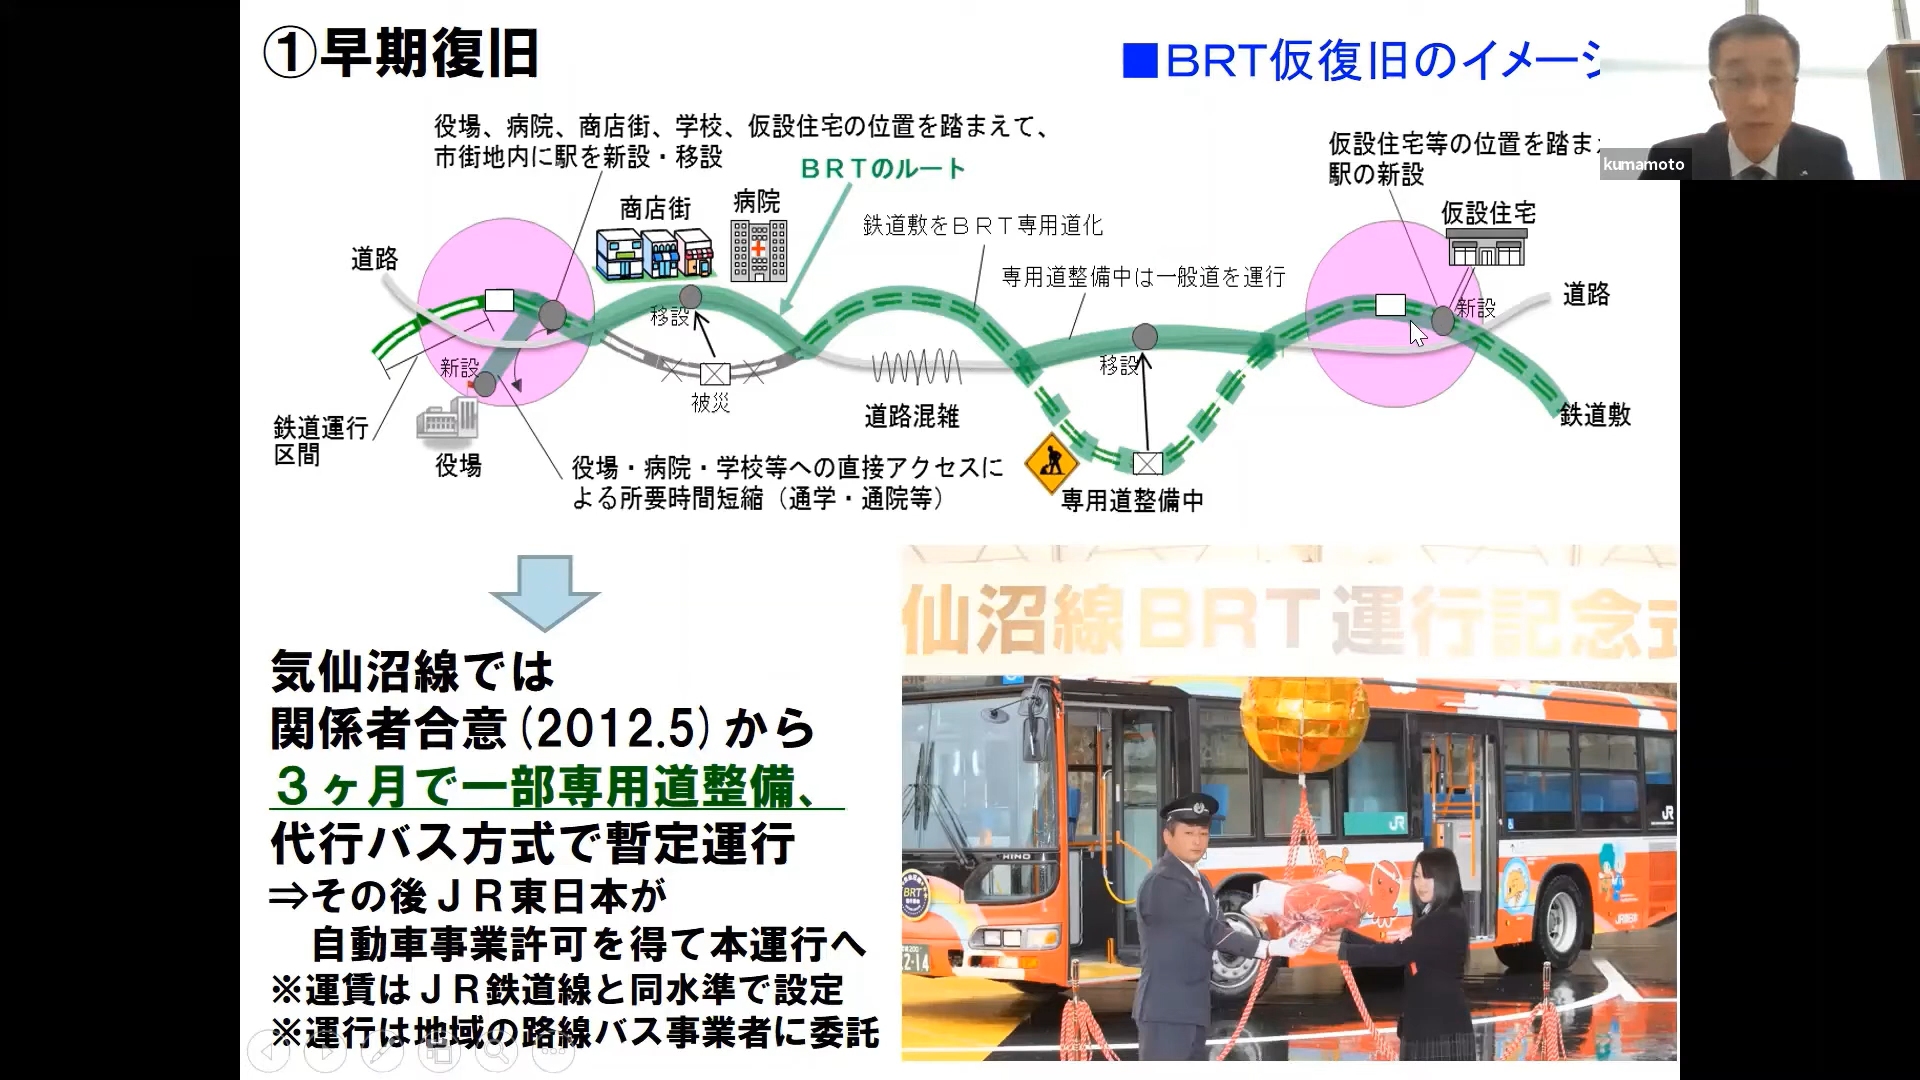 ①早期復旧
■BRT仮復旧のイメージ
kumamoto
役場、病院、商店街、学校、仮設住宅の位置を踏まえて、
市街地内に駅を新設・移設
BRTのルート
仮設住宅等の位置を踏ま
駅の新設
商店街
病院
鉄道敷をBRT専用道化
仮設住宅
道路
専用道整備中は一般道を運行
道路
移設
新設
新設
移設
被災
道路混雑
鉄道敷
鉄道運行
区間
役場
役場・病院・学校等への直接アクセスに
よる所要時間短縮（通学・通院等）
専用道整備中
気仙沼線では
関係者合意(2012.5)から
３ヶ月で一部専用道整備、
代行バス方式で暫定運行
⇒その後ＪＲ東日本が
自動車事業許可を得て本運行へ
※運賃はＪＲ鉄道線と同水準で設定
※運行は地域の路線バス事業者に委託
仙沼線BRT運行記念式
HINO
BRT
JR
JR
2-14